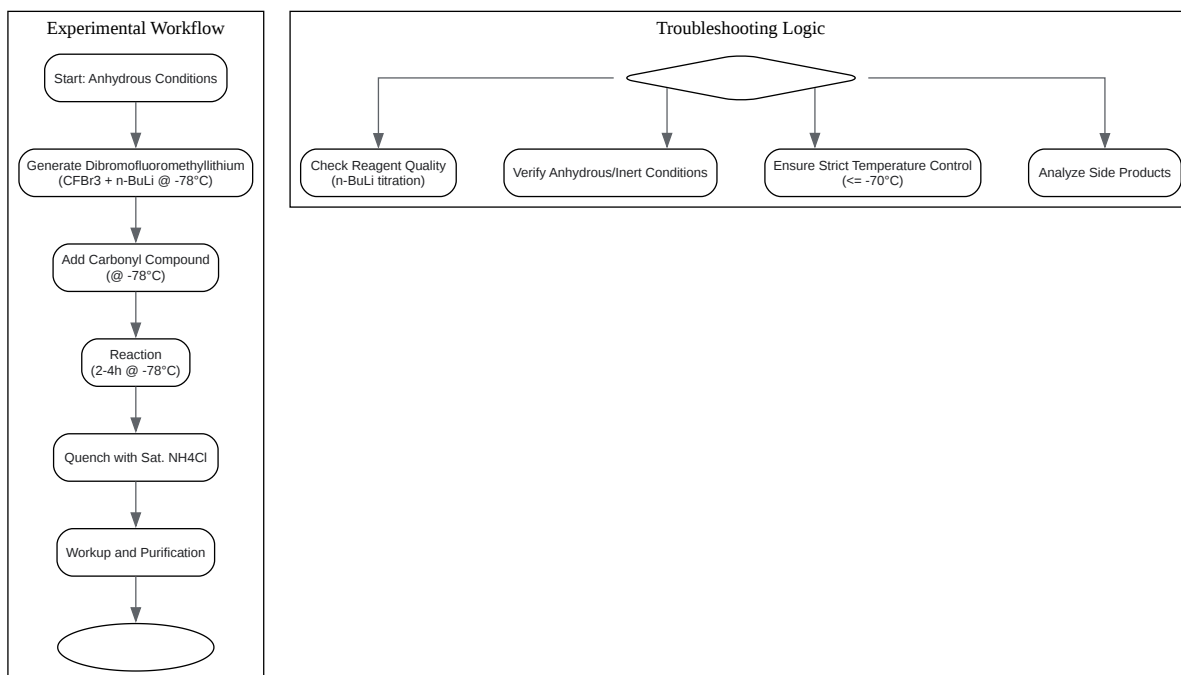 Experimental Workflow
Start: Anhydrous Conditions
Generate Dibromofluoromethyllithium
(CFBr3 + n-BuLi @ -78°C)
Add Carbonyl Compound
(@ -78°C)
Reaction
(2-4h @ -78°C)
Quench with Sat. NH4Cl
Workup and Purification
Troubleshooting Logic
Check Reagent Quality
(n-BuLi titration)
Verify Anhydrous/Inert Conditions
Ensure Strict Temperature Control
(<= -70°C)
Analyze Side Products